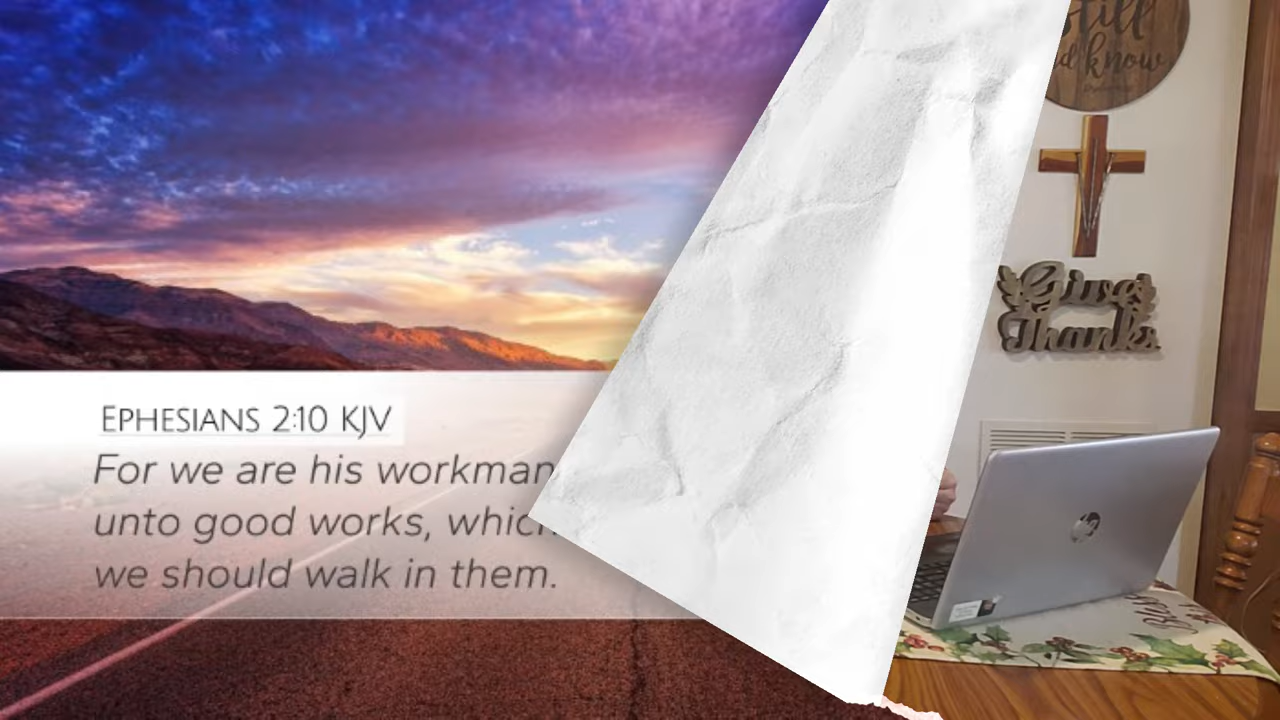 EPHESIANS 2:10 KJV
For we are his workman
unto good works, which
we should walk in them.
still
know
Give
Thanks
hp